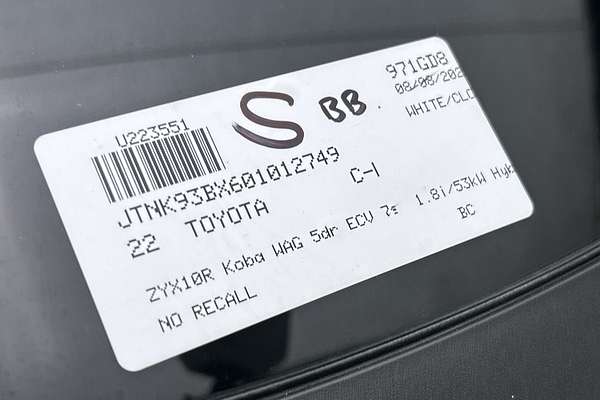 U223551
S BB.
971GD8
08/08/202
WHITE/CLO
JTNK93BX601012749
22 TOYOTA C-I
ZYX10R Koba WAG 5dr ECU 7s 1.8i/53kW Hyb
NO RECALL BC